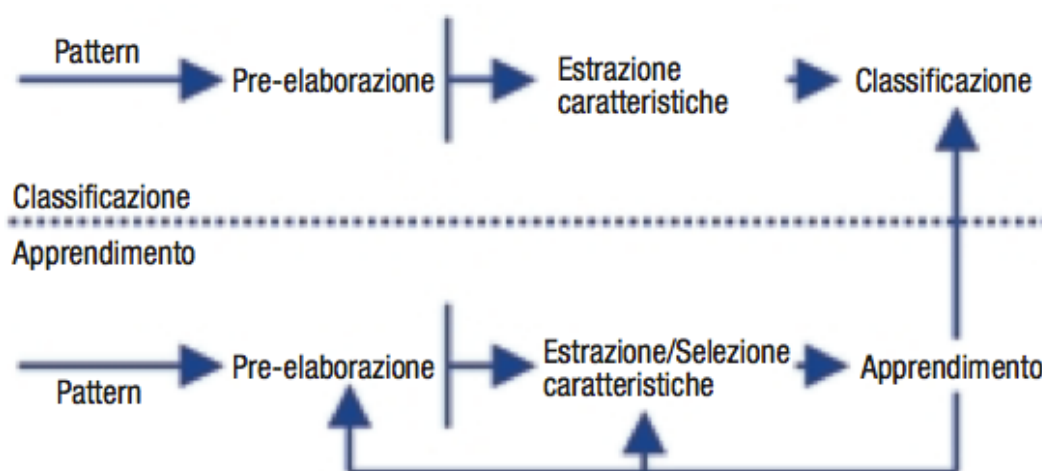 Pattern
Pre-elaborazione
Estrazione
caratteristiche
Classificazione
Classificazione
Apprendimento
Pattern
Pre-elaborazione
Estrazione/Selezione
caratteristiche
Apprendimento